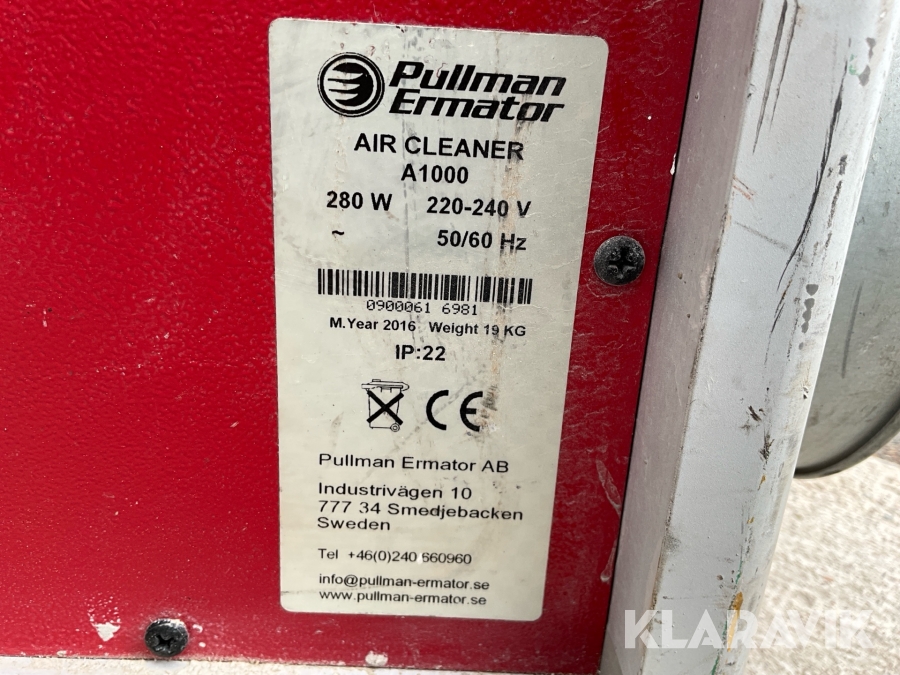 Pullman
Ermator
AIR CLEANER
A1000
280 W 220-240 V
~ 50/60 Hz
0900061 6981
M.Year 2016 Weight 19 KG
IP:22
CE
Pullman Ermator AB
Industrivägen 10
777 34 Smedjebacken
Sweden
Tel +46(0)240 660960
info@pullman-ermator.se
www.pullman-ermator.se
KLARAVIK